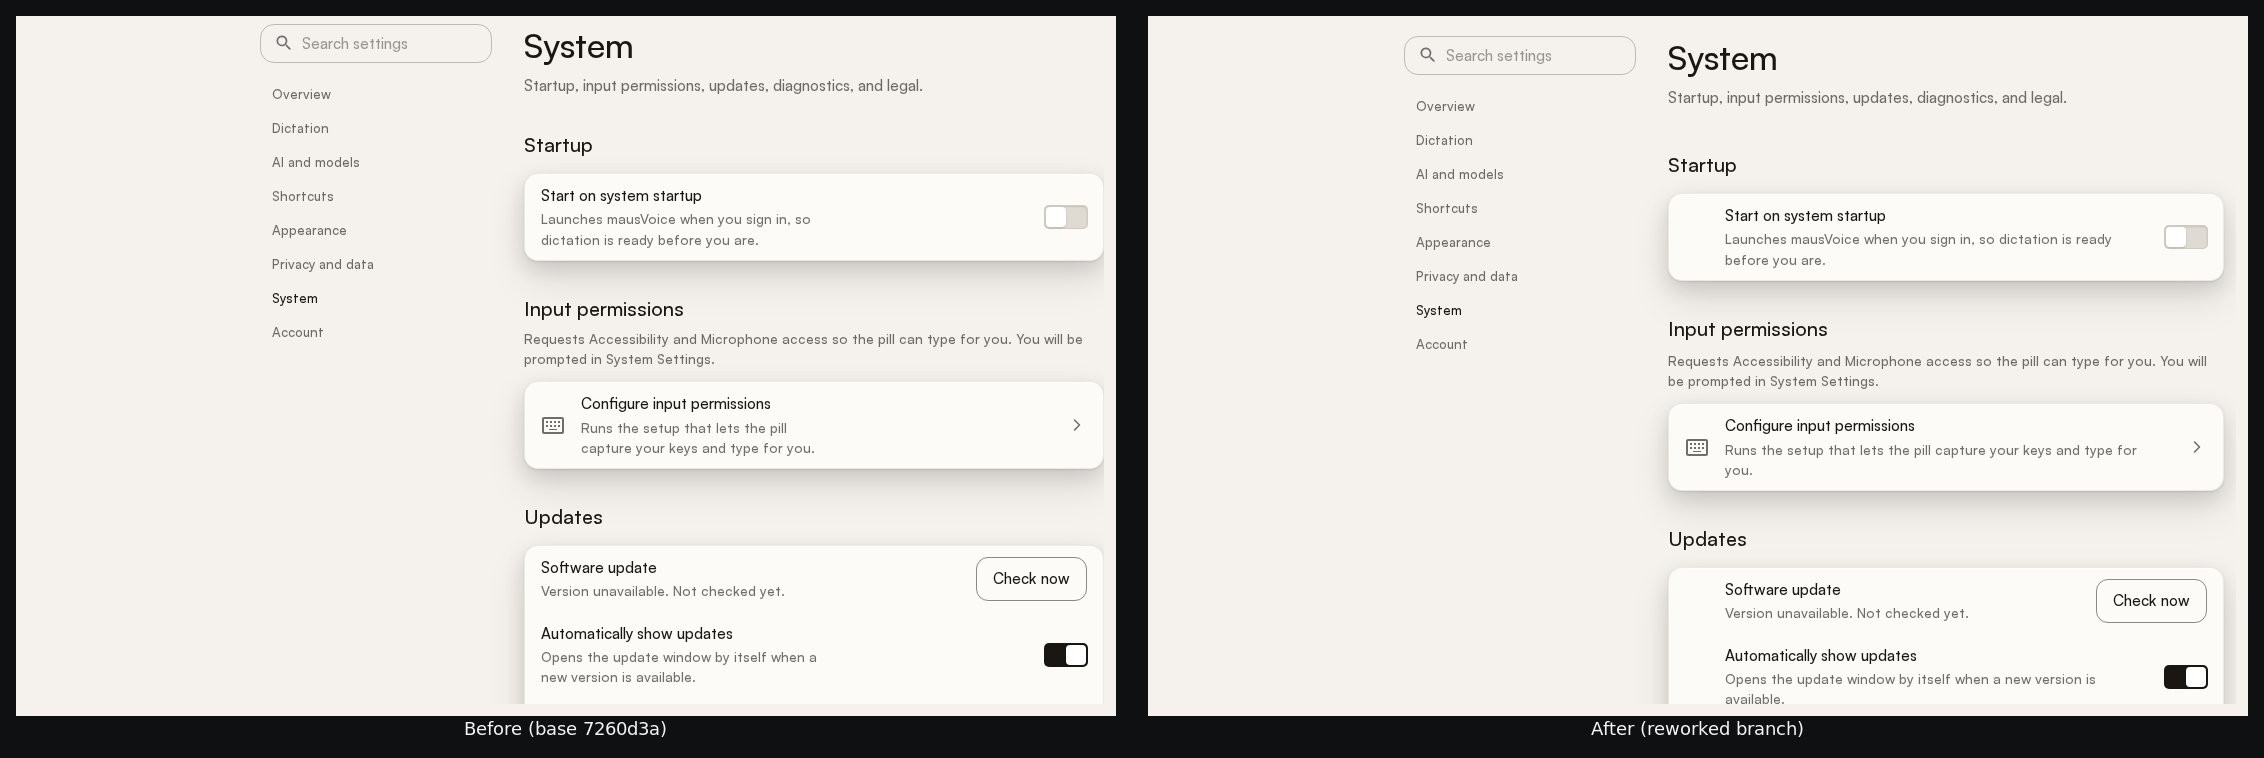 Search settings
Overview
Dictation
AI and models
Shortcuts
Appearance
Privacy and data
System
Account
System
Startup, input permissions, updates, diagnostics, and legal.
Startup
Start on system startup
Launches mausVoice when you sign in, so
dictation is ready before you are.
Input permissions
Requests Accessibility and Microphone access so the pill can type for you. You will be
prompted in System Settings.
Configure input permissions
Runs the setup that lets the pill
capture your keys and type for you.
Updates
Software update
Version unavailable. Not checked yet.
Check now
Automatically show updates
Opens the update window by itself when a
new version is available.
Before (base 7260d3a)
Search settings
Overview
Dictation
AI and models
Shortcuts
Appearance
Privacy and data
System
Account
System
Startup, input permissions, updates, diagnostics, and legal.
Startup
Start on system startup
Launches mausVoice when you sign in, so dictation is ready
before you are.
Input permissions
Requests Accessibility and Microphone access so the pill can type for you. You will
be prompted in System Settings.
Configure input permissions
Runs the setup that lets the pill capture your keys and type for
you.
Updates
Software update
Version unavailable. Not checked yet.
Check now
Automatically show updates
Opens the update window by itself when a new version is
available.
After (reworked branch)